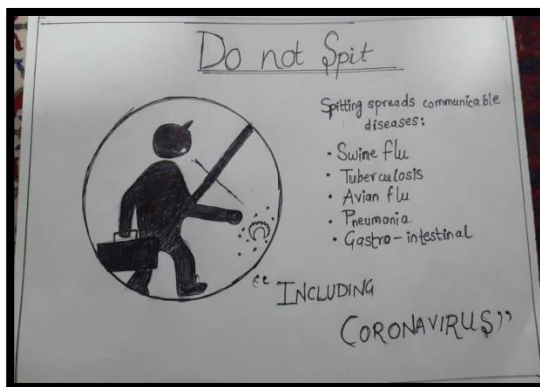 Do not Spit
Spitting spreads communicable
diseases:
• Swine flu
• Tuberculosis
• Avian flu
• Pneumonia
• Gastro-intestinal
“ INCLUDING
CORONAVIRUS”